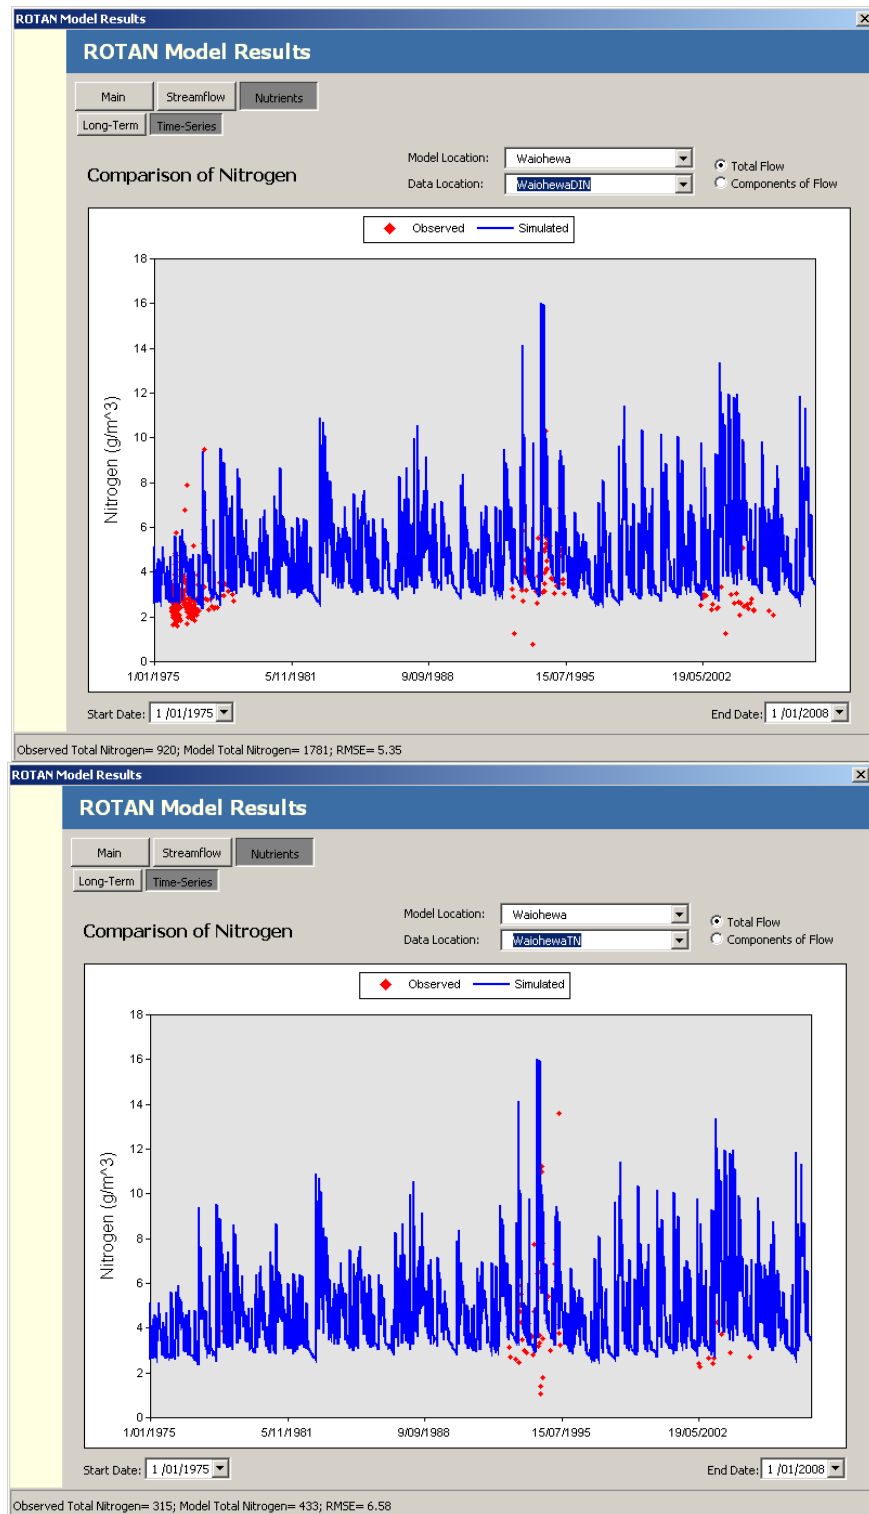 ROTAN Model Results
ROTAN Model Results
Main Streamflow Nutrients
Long-Term Time-Series
Model Location: Waiohewa Total Flow
Comparison of Nitrogen Data Location: WaiohewaDIN Components of Flow
Observed Simulated
Nitrogen (g/m^3)
18
16
14
12
10
8
6
4
2
0
1/01/1975 5/11/1981 9/09/1988 15/07/1995 19/05/2002
Start Date: 1 /01/1975 End Date: 1 /01/2008
Observed Total Nitrogen= 920; Model Total Nitrogen= 1781; RMSE= 5.35
ROTAN Model Results
ROTAN Model Results
Main Streamflow Nutrients
Long-Term Time-Series
Model Location: Waiohewa Total Flow
Comparison of Nitrogen Data Location: WaiohewaTN Components of Flow
Observed Simulated
Nitrogen (g/m^3)
18
16
14
12
10
8
6
4
2
0
1/01/1975 5/11/1981 9/09/1988 15/07/1995 19/05/2002
Start Date: 1 /01/1975 End Date: 1 /01/2008
Observed Total Nitrogen= 315; Model Total Nitrogen= 433; RMSE= 6.58